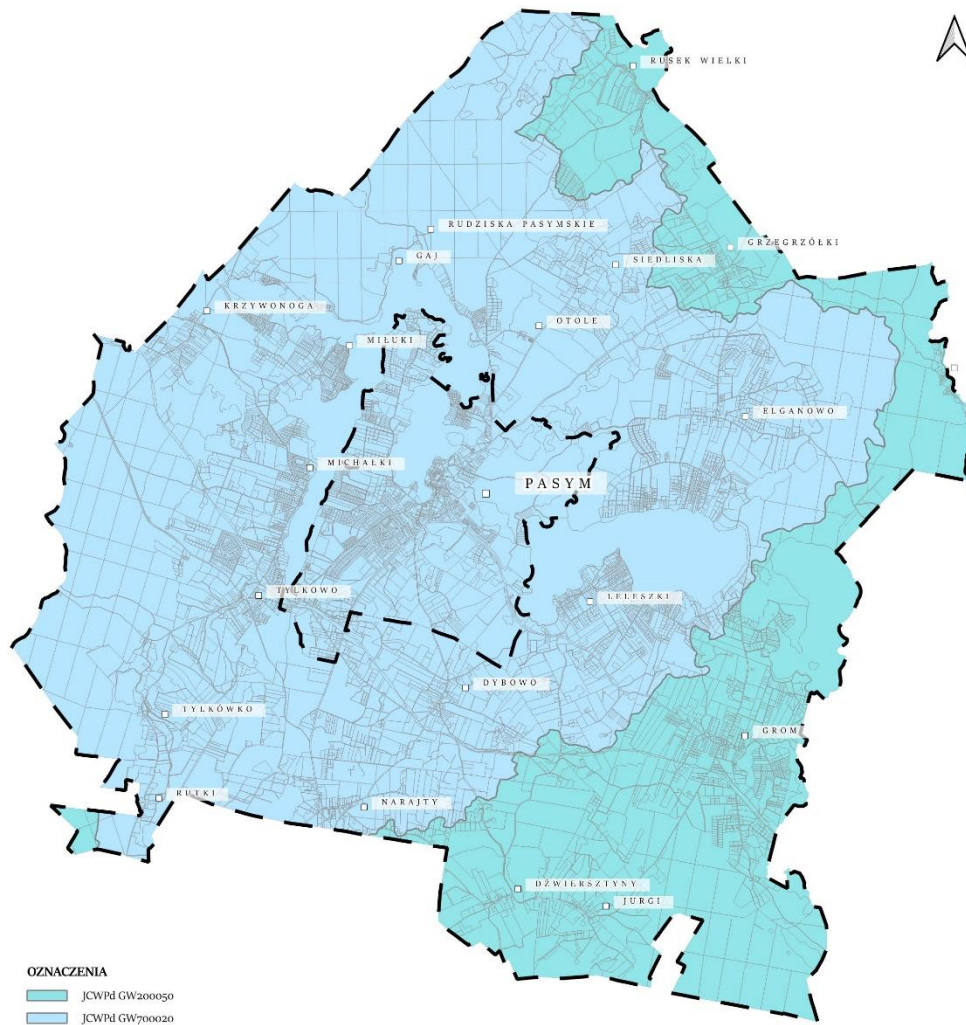 RUSEK WIELKI
RUDZISKA PASYMSKIE
GRZEGRZÓŁKI
GAJ
SIEDLISKA
KRZYWONOGA
OTOLE
MIŁUKI
ELGANOWO
MICHAŁKI
PASYM
TYLKOWO
LELESZKI
DYBOWO
TYLKÓWKO
GROM
RUTKI
NARAJTY
DŹWIERSZTYNY
JURGI
OZNACZENIA
JCWPd GW200050
JCWPd GW700020